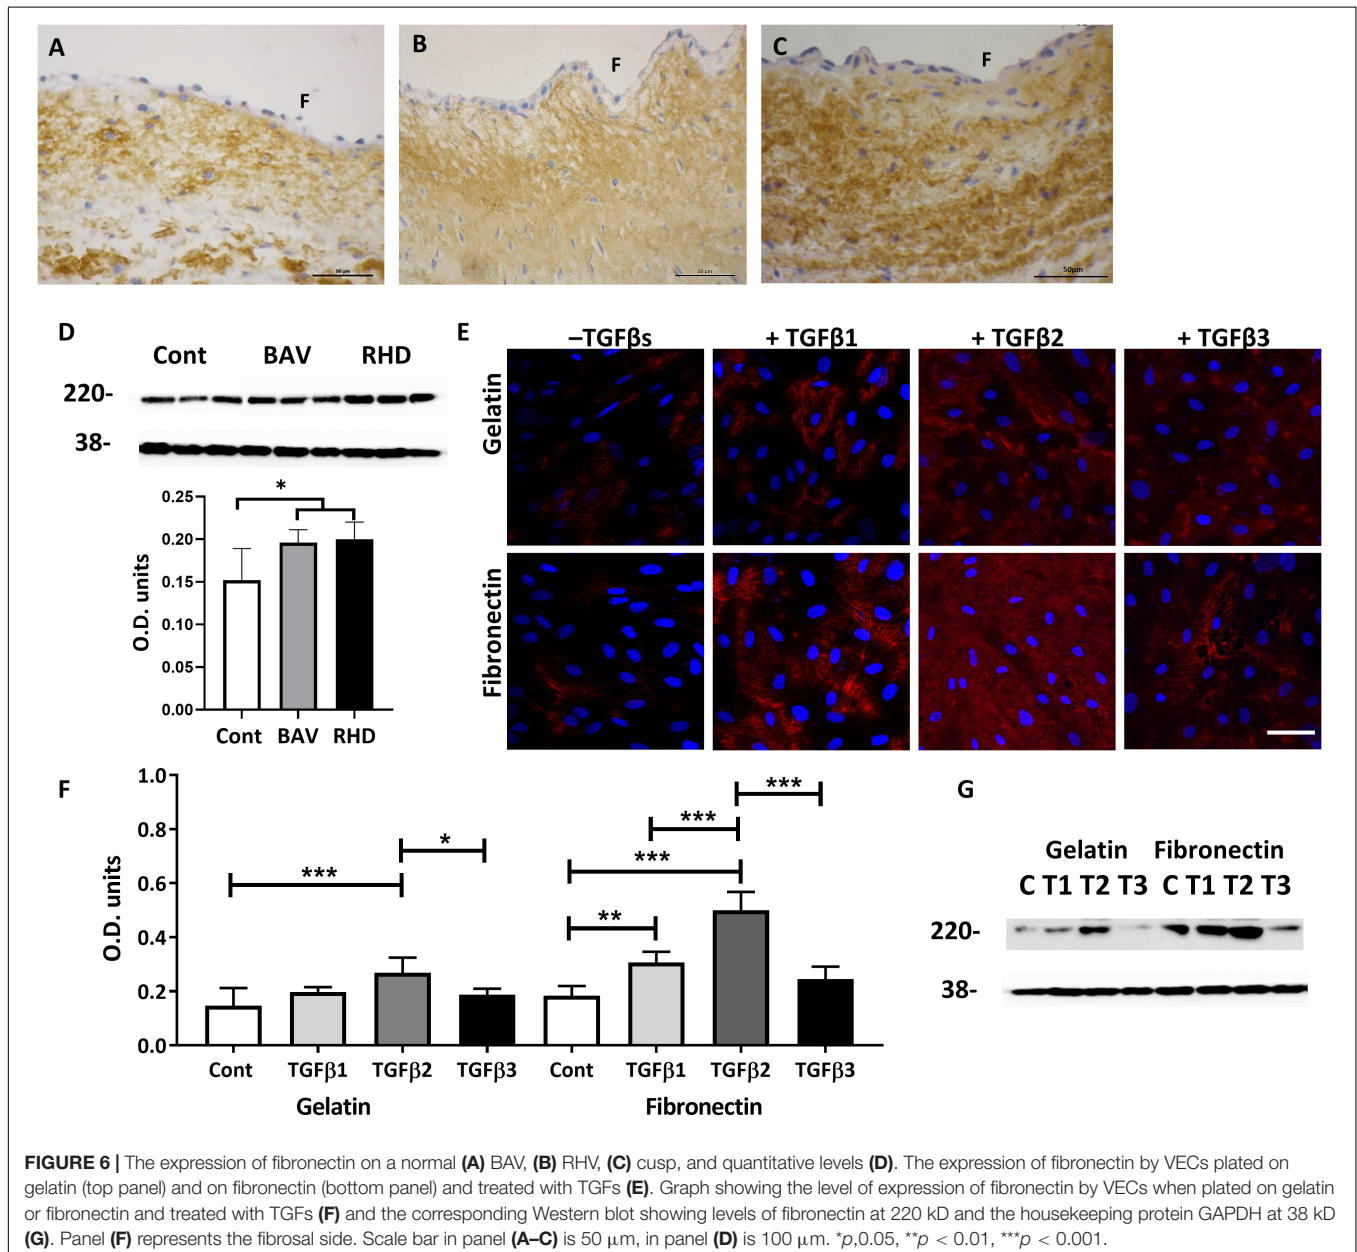 A
B
C
F
F
F
50 μm
50 μm
50μm
D
Cont BAV RHD
220-
38-
*
0.25
0.20
0.15
0.10
0.05
0.00
O.D. units
Cont BAV RHD
E
–TGFβs + TGFβ1 + TGFβ2 + TGFβ3
Gelatin
Fibronectin
F
1.0
0.8
0.6
0.4
0.2
0.0
O.D. units
***
*
**
***
***
***
Cont TGFβ1 TGFβ2 TGFβ3 Cont TGFβ1 TGFβ2 TGFβ3
Gelatin Fibronectin
G
Gelatin Fibronectin
C T1 T2 T3 C T1 T2 T3
220-
38-
FIGURE 6 | The expression of fibronectin on a normal (A) BAV, (B) RHV, (C) cusp, and quantitative levels (D). The expression of fibronectin by VECs plated on
gelatin (top panel) and on fibronectin (bottom panel) and treated with TGFs (E). Graph showing the level of expression of fibronectin by VECs when plated on gelatin
or fibronectin and treated with TGFs (F) and the corresponding Western blot showing levels of fibronectin at 220 kD and the housekeeping protein GAPDH at 38 kD
(G). Panel (F) represents the fibrosal side. Scale bar in panel (A–C) is 50 μm, in panel (D) is 100 μm. *p,0.05, **p < 0.01, ***p < 0.001.